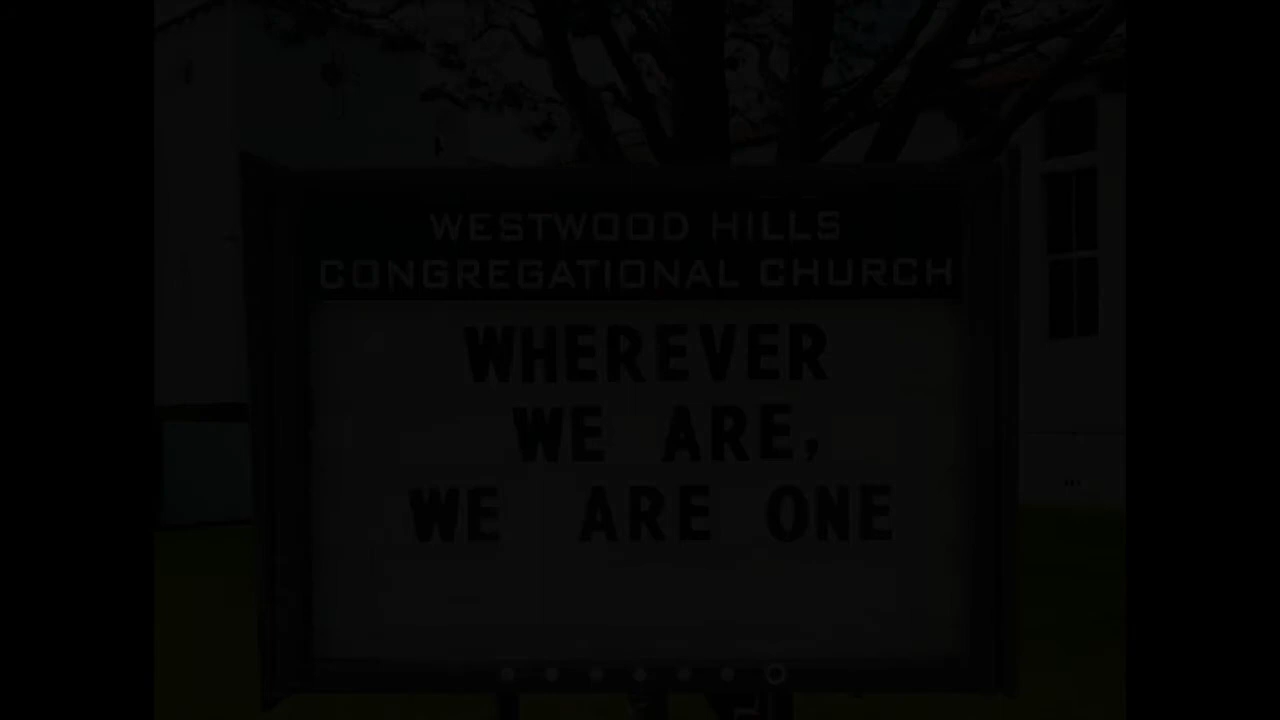 WESTWOOD HILLS
CONGREGATIONAL CHURCH
WHEREVER
WE ARE,
WE ARE ONE